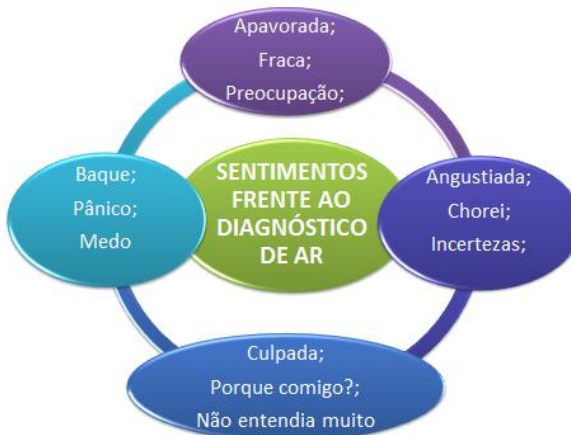 Apavorada;
Fraca;
Preocupação;
Baque;
Pânico;
Medo
SENTIMENTOS
FRENTE AO
DIAGNÓSTICO
DE AR
Angustiada;
Chorei;
Incertezas;
Culpada;
Porque comigo?;
Não entendia muito